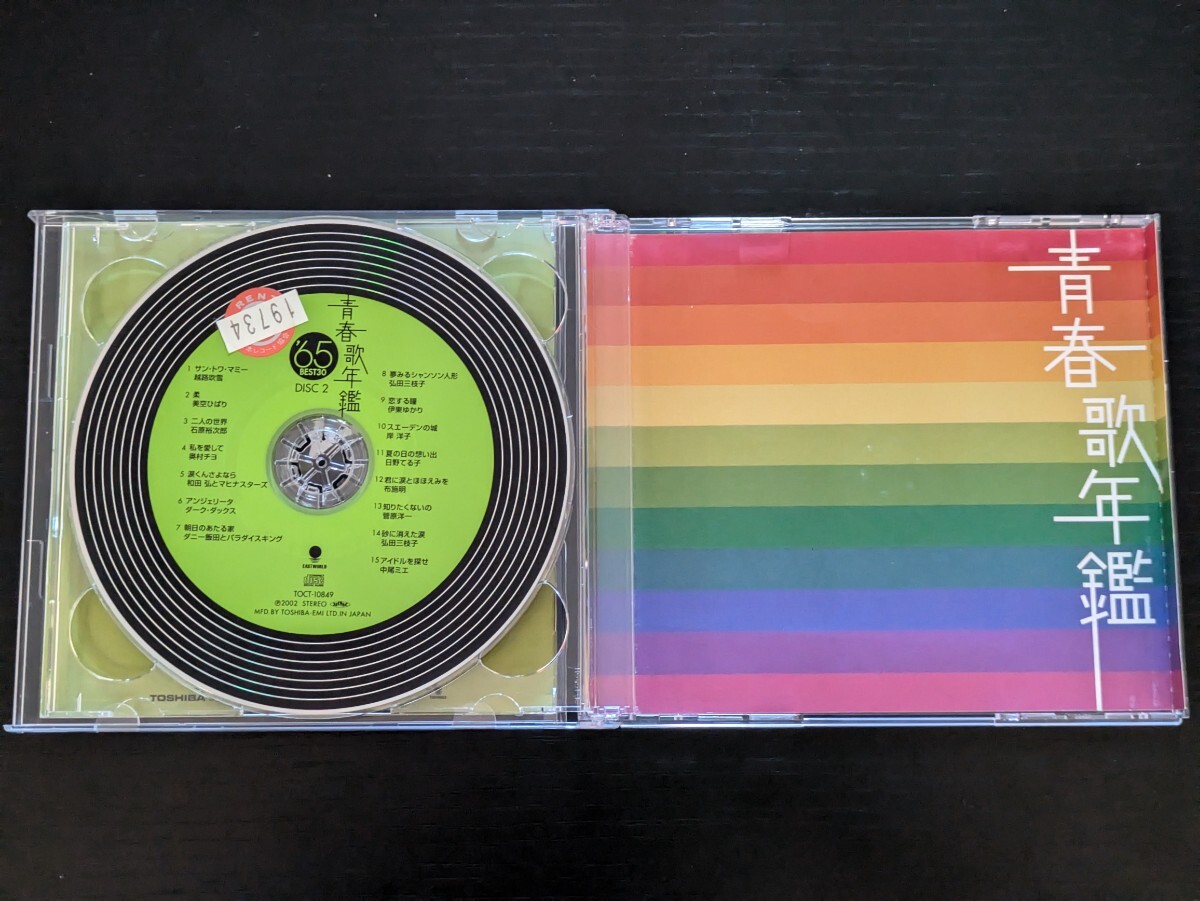 RENT
19734
レコード協会
青春歌年鑑
'65
BEST30
DISC 2
1 サン・トワ・マミー
越路吹雪
2 柔
美空ひばり
3 二人の世界
石原裕次郎
4 私を愛して
奥村チヨ
5 涙くんさよなら
和田 弘とマヒナスターズ
6 アンジェリータ
ダーク・ダックス
7 朝日のあたる家
ダニー飯田とパラダイスキング
8 夢みるシャンソン人形
弘田三枝子
9 恋する瞳
伊東ゆかり
10 スエーデンの城
岸 洋子
11 夏の日の想い出
日野てる子
12 君に涙とほほえみを
布施明
13 知りたくないの
菅原洋一
14 砂に消えた涙
弘田三枝子
15 アイドルを探せ
中尾ミエ
EASTWORLD
TOCT-10849
℗2002 STEREO
MFD. BY TOSHIBA-EMI LTD. IN JAPAN
TOSHIBA
青春歌年鑑